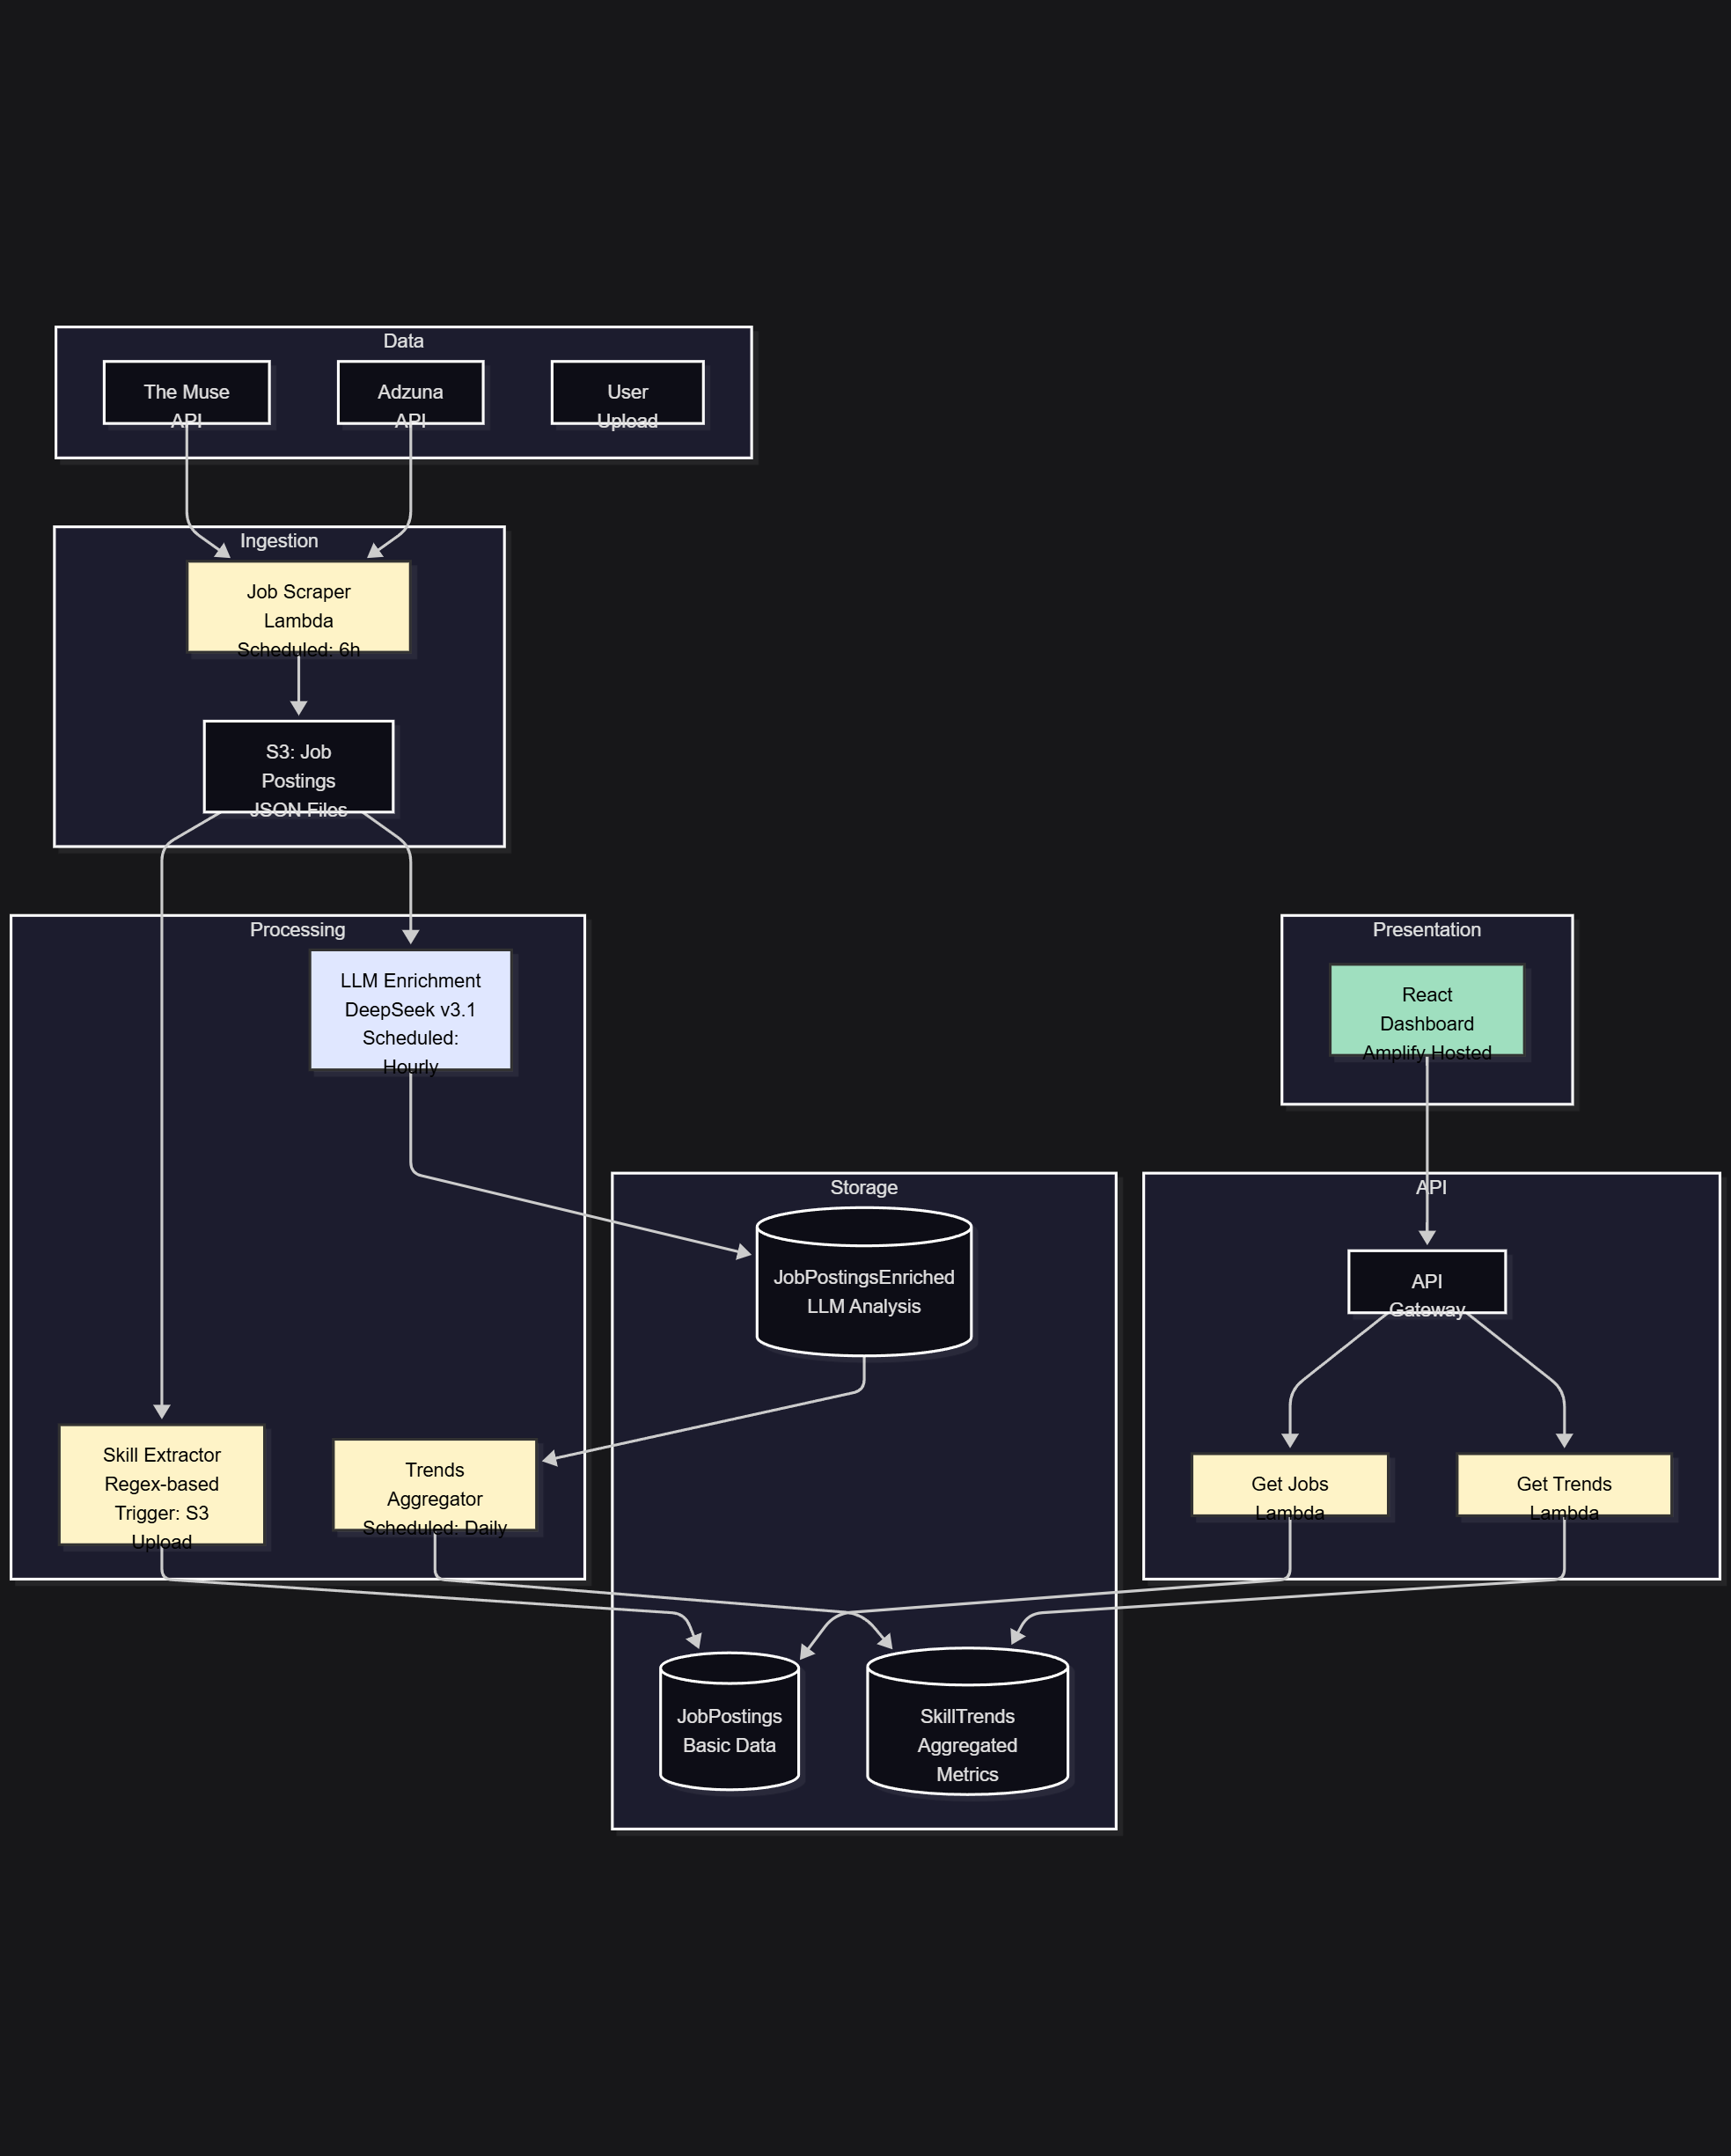 Data
The Muse
API
Adzuna
API
User
Upload
Ingestion
Job Scraper
Lambda
Scheduled: 6h
S3: Job
Postings
JSON Files
Processing
LLM Enrichment
DeepSeek v3.1
Scheduled:
Hourly
Skill Extractor
Regex-based
Trigger: S3
Upload
Trends
Aggregator
Scheduled: Daily
Storage
JobPostingsEnriched
LLM Analysis
JobPostings
Basic Data
SkillTrends
Aggregated
Metrics
Presentation
React
Dashboard
Amplify Hosted
API
API
Gateway
Get Jobs
Lambda
Get Trends
Lambda